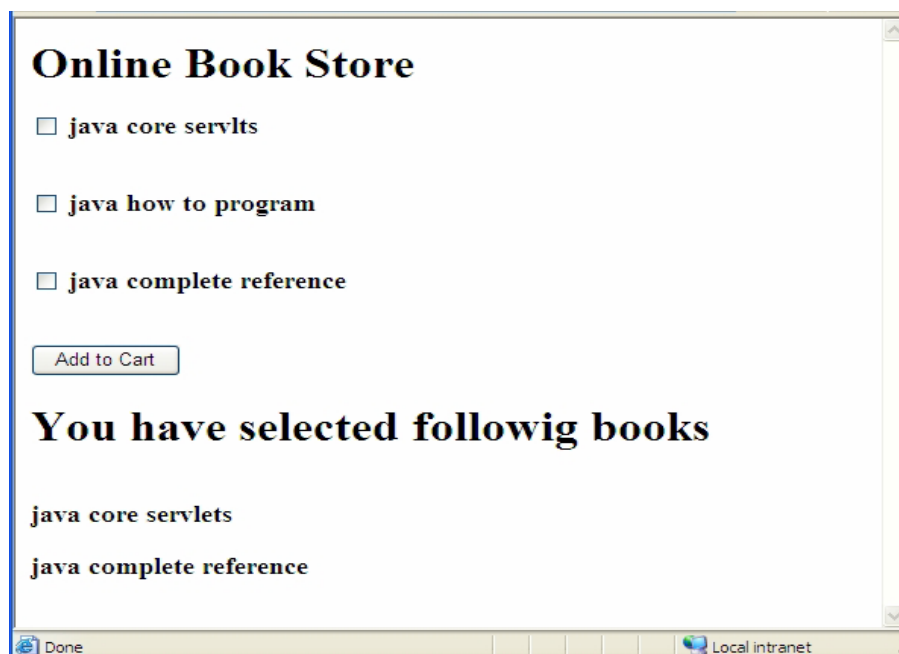 Online Book Store
java core servlts
java how to program
java complete reference
Add to Cart
You have selected followig books
java core servlets
java complete reference
Done
Local intranet